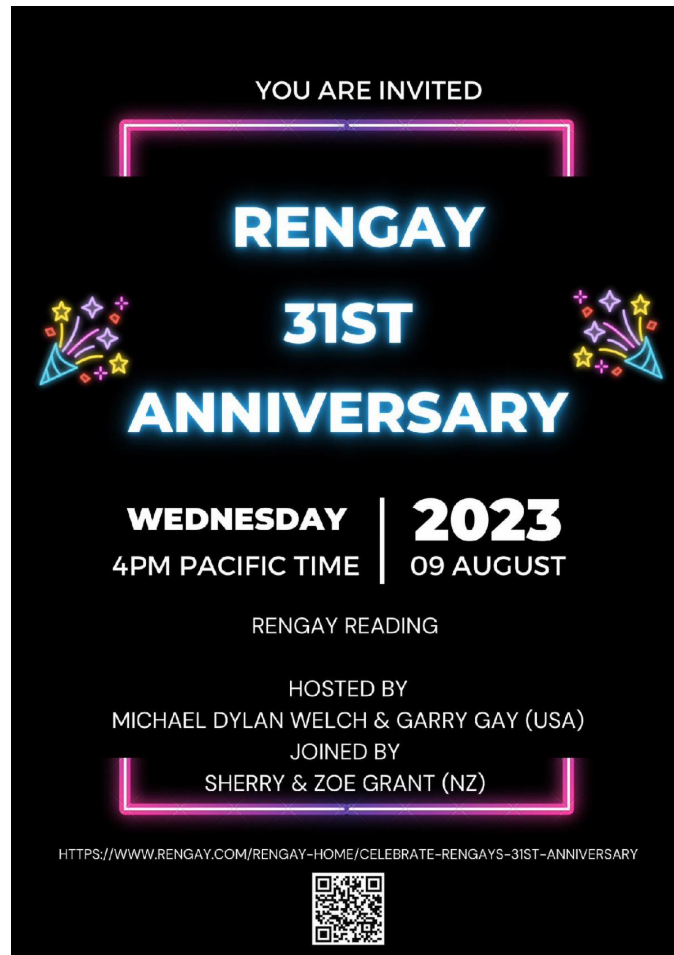 YOU ARE INVITED
RENGAY
31ST
ANNIVERSARY
WEDNESDAY
4PM PACIFIC TIME
2023
09 AUGUST
RENGAY READING
HOSTED BY
MICHAEL DYLAN WELCH & GARRY GAY (USA)
JOINED BY
SHERRY & ZOE GRANT (NZ)
HTTPS://WWW.RENGAY.COM/RENGAY-HOME/CELEBRATE-RENGAYS-31ST-ANNIVERSARY